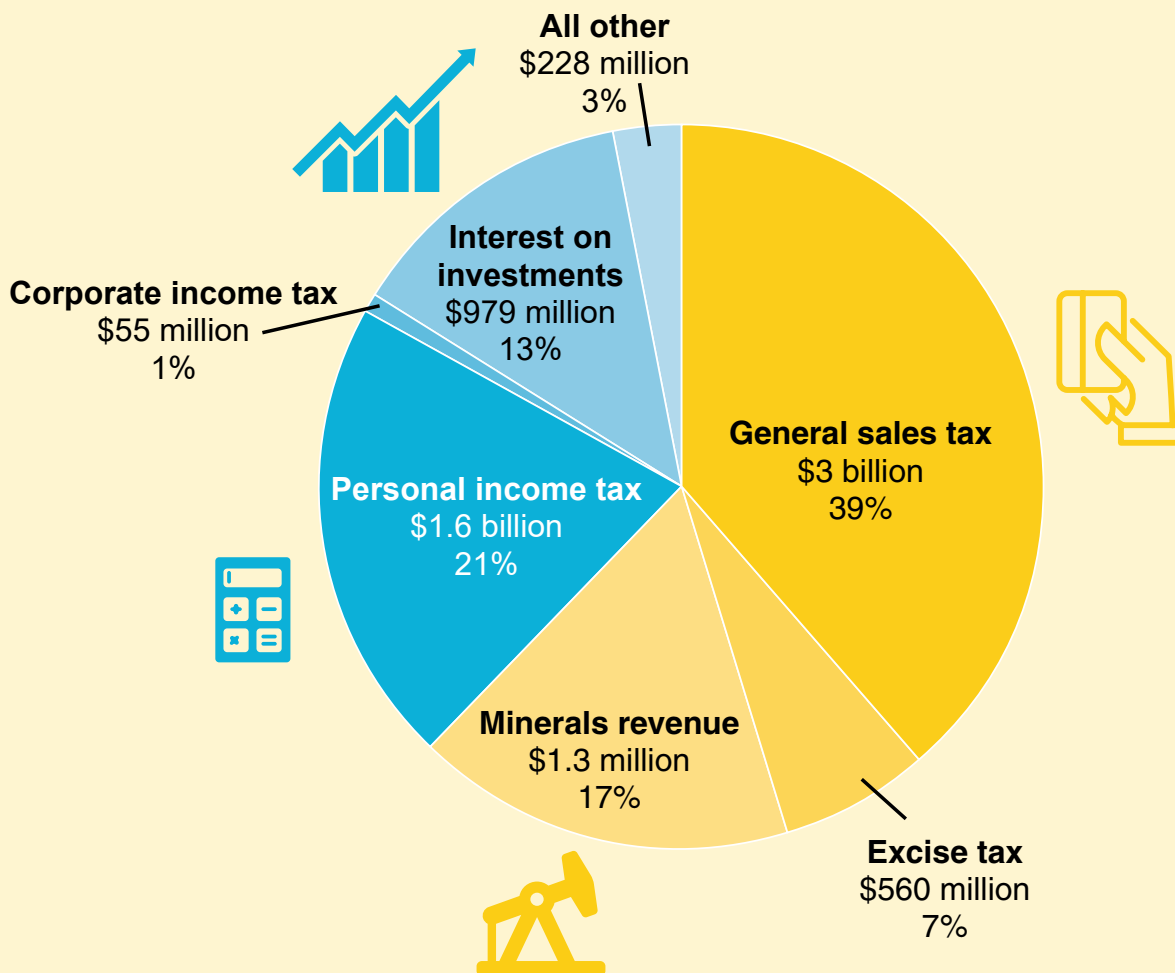 All other
$228 million
3%
Interest on
investments
$979 million
13%
Corporate income tax
$55 million
1%
General sales tax
$3 billion
39%
Personal income tax
$1.6 billion
21%
Minerals revenue
$1.3 million
17%
Excise tax
$560 million
7%